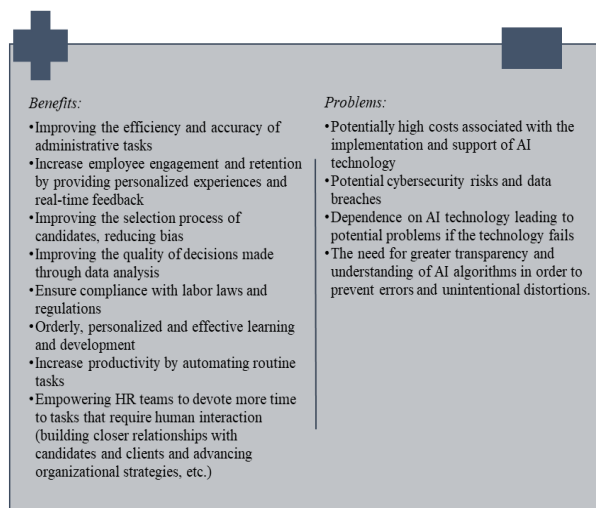 Benefits:
•Improving the efficiency and accuracy of
administrative tasks
•Increase employee engagement and retention
by providing personalized experiences and
real-time feedback
•Improving the selection process of
candidates, reducing bias
•Improving the quality of decisions made
through data analysis
•Ensure compliance with labor laws and
regulations
•Orderly, personalized and effective learning
and development
•Increase productivity by automating routine
tasks
•Empowering HR teams to devote more time
to tasks that require human interaction
(building closer relationships with
candidates and clients and advancing
organizational strategies, etc.)
Problems:
•Potentially high costs associated with the
implementation and support of AI
technology
•Potential cybersecurity risks and data
breaches
•Dependence on AI technology leading to
potential problems if the technology fails
•The need for greater transparency and
understanding of AI algorithms in order to
prevent errors and unintentional distortions.